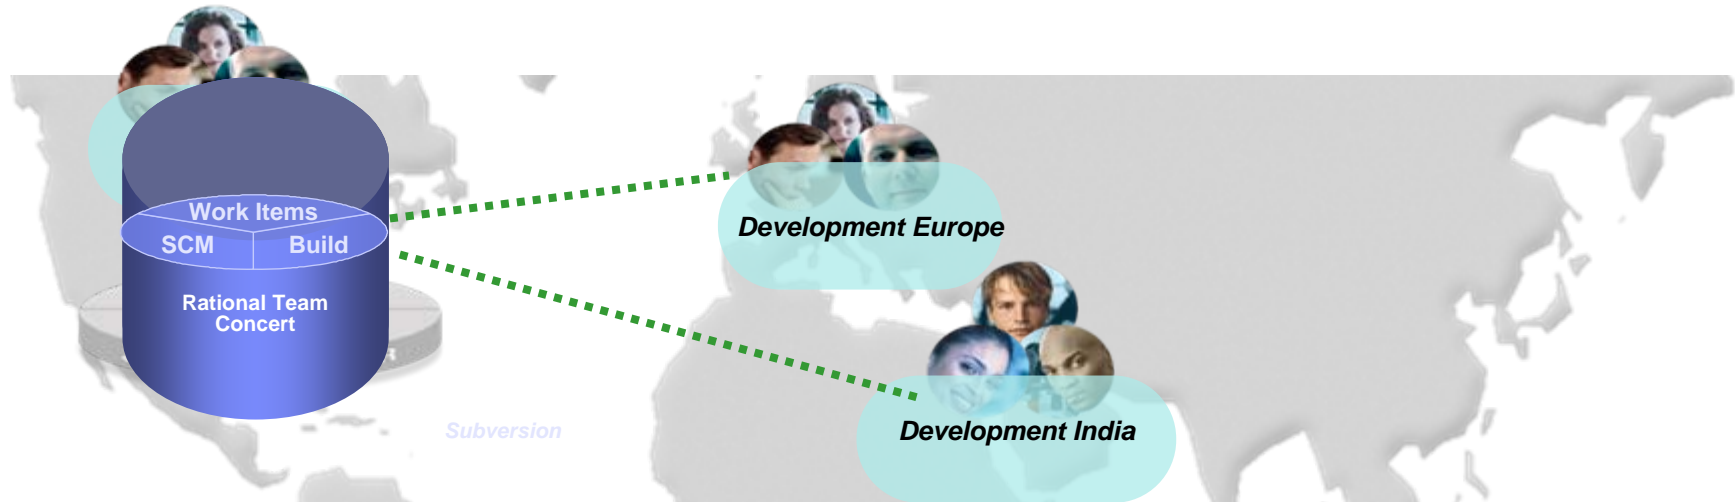 Work Items
SCM
Build
Rational Team
Concert
Development Europe
Development India
Subversion